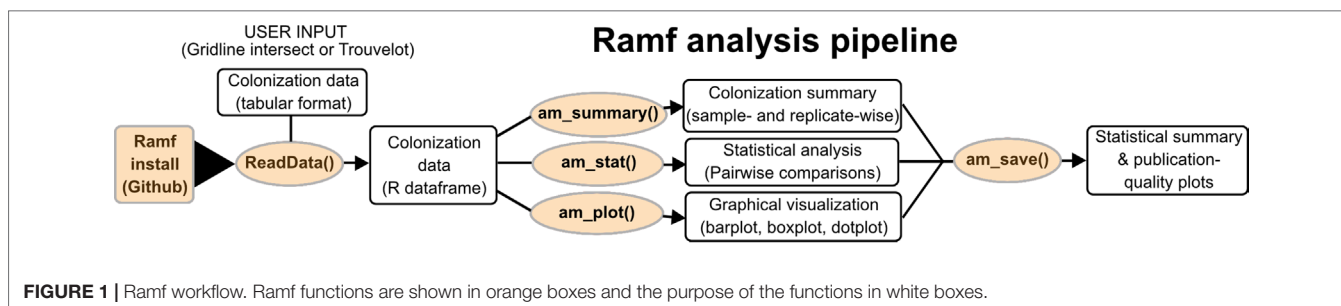 USER INPUT
(Gridline intersect or Trouvelot)
Ramf analysis pipeline
Colonization data
(tabular format)
Ramf
install
(Github)
ReadData()
Colonization
data
(R dataframe)
am_summary()
Colonization summary
(sample- and replicate-wise)
am_stat()
Statistical analysis
(Pairwise comparisons)
am_plot()
Graphical visualization
(barplot, boxplot, dotplot)
am_save()
Statistical summary
& publication-
quality plots
FIGURE 1 | Ramf workflow. Ramf functions are shown in orange boxes and the purpose of the functions in white boxes.